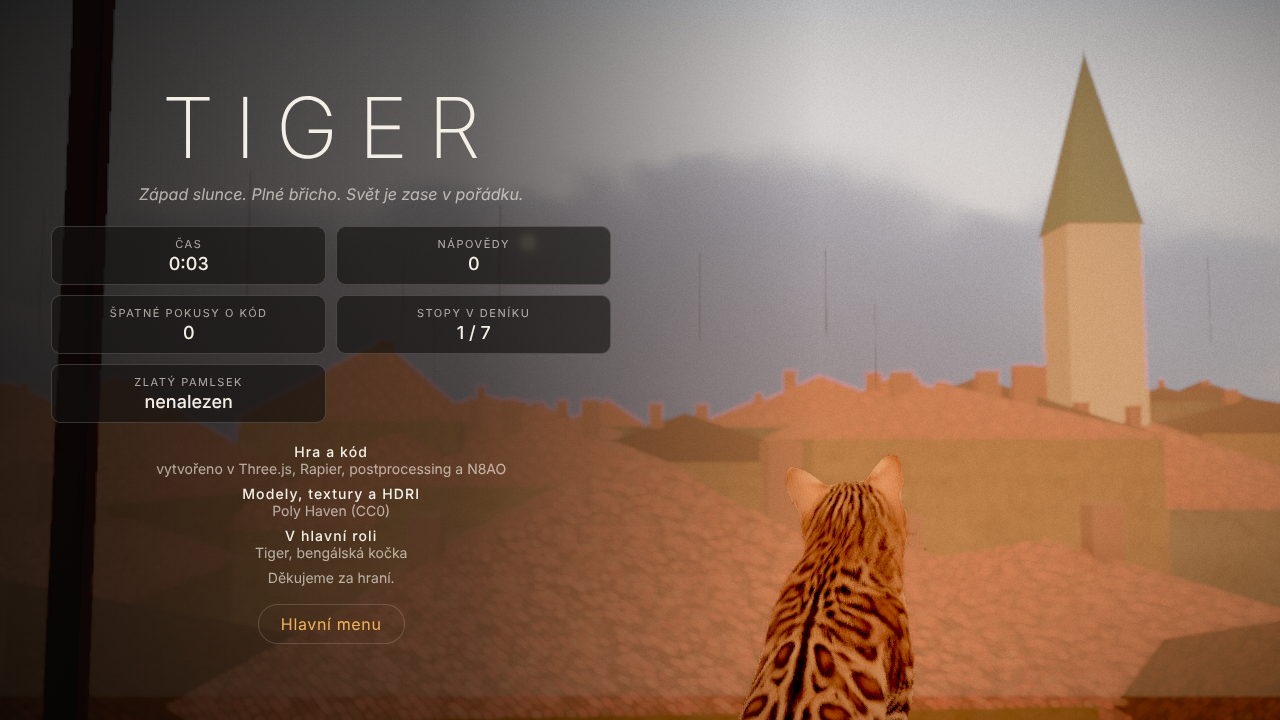 TIGER
Západ slunce. Plné břicho. Svět je zase v pořádku.
ČAS
0:03
NÁPOVĚDY
0
ŠPATNÉ POKUSY O KÓD
0
STOPY V DENÍKU
1 / 7
ZLATÝ PAMLSEK
nenalezen
Hra a kód
vytvořeno v Three.js, Rapier, postprocessing a N8AO
Modely, textury a HDRI
Poly Haven (CC0)
V hlavní roli
Tiger, bengálská kočka
Děkujeme za hraní.
Hlavní menu